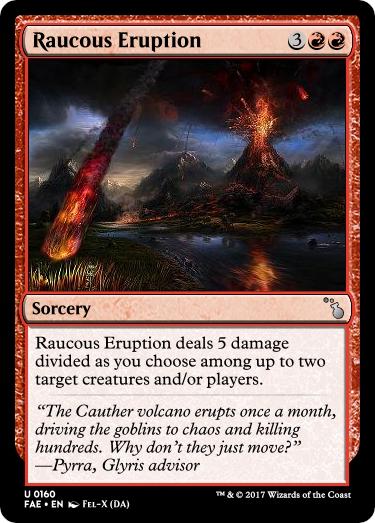 Raucous Eruption 3
Sorcery
Raucous Eruption deals 5 damage
divided as you choose among up to two
target creatures and/or players.
“The Cauther volcano erupts once a month,
driving the goblins to chaos and killing
hundreds. Why don’t they just move?”
—Pyrra, Glyris advisor
U 0160
FAE • EN Fel-X (DA)
™ & © 2017 Wizards of the Coast